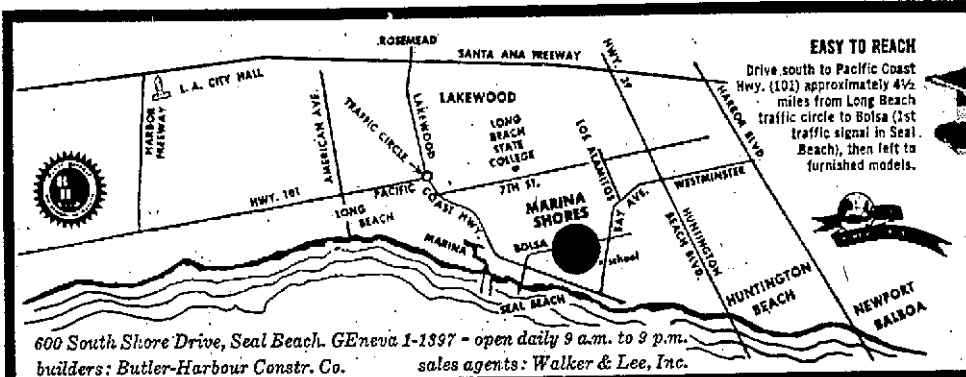 ROSEMEAD
SANTA ANA FREEWAY
HWY. 39
HARBOR BLVD.
EASY TO REACH
Drive south to Pacific Coast
Hwy. (101) approximately 4½
miles from Long Beach
traffic circle to Bolsa (1st
traffic signal in Seal
Beach), then left to
furnished models.
L. A. CITY HALL
HARBOR
FREEWAY
AMERICAN AVE.
TRAFFIC CIRCLE
LAKEWOOD
LAKEWOOD
LONG
BEACH
STATE
COLLEGE
LOS ALAMITOS
HWY. 101
PACIFIC COAST HWY.
7TH ST.
BAY AVE.
WESTMINSTER
LONG
BEACH
MARINA
MARINA
SHORES
BOLSA
school
HUNTINGTON
BEACH BLVD.
SEAL BEACH
HUNTINGTON
BEACH
NEWPORT
BALBOA
600 South Shore Drive, Seal Beach. GEneva 1-1397 - open daily 9 a.m. to 9 p.m.
builders: Butler-Harbour Constr. Co. sales agents: Walker & Lee, Inc.